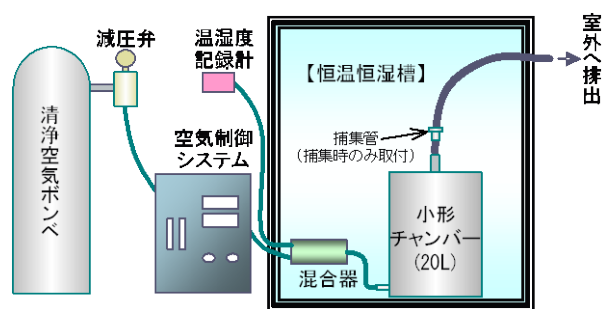 減圧弁
温湿度
記録計
室外へ排出
【恒温恒湿槽】
清浄空気ボンベ
空気制御
システム
捕集管
(捕集時のみ取付)
小形
チャンバー
(20L)
混合器